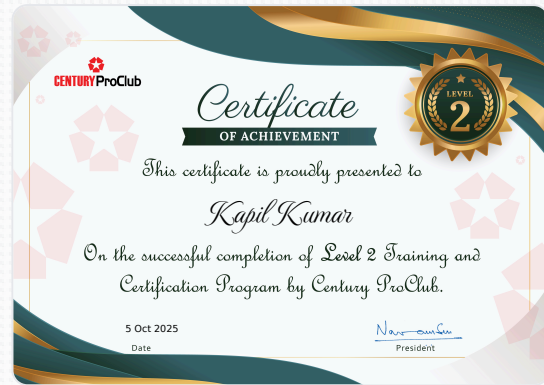 CENTURY ProClub
LEVEL
2
Certificate
OF ACHIEVEMENT
This certificate is proudly presented to
Kapil Kumar
On the successful completion of Level 2 Training and
Certification Program by Century ProClub.
5 Oct 2025
Date
President